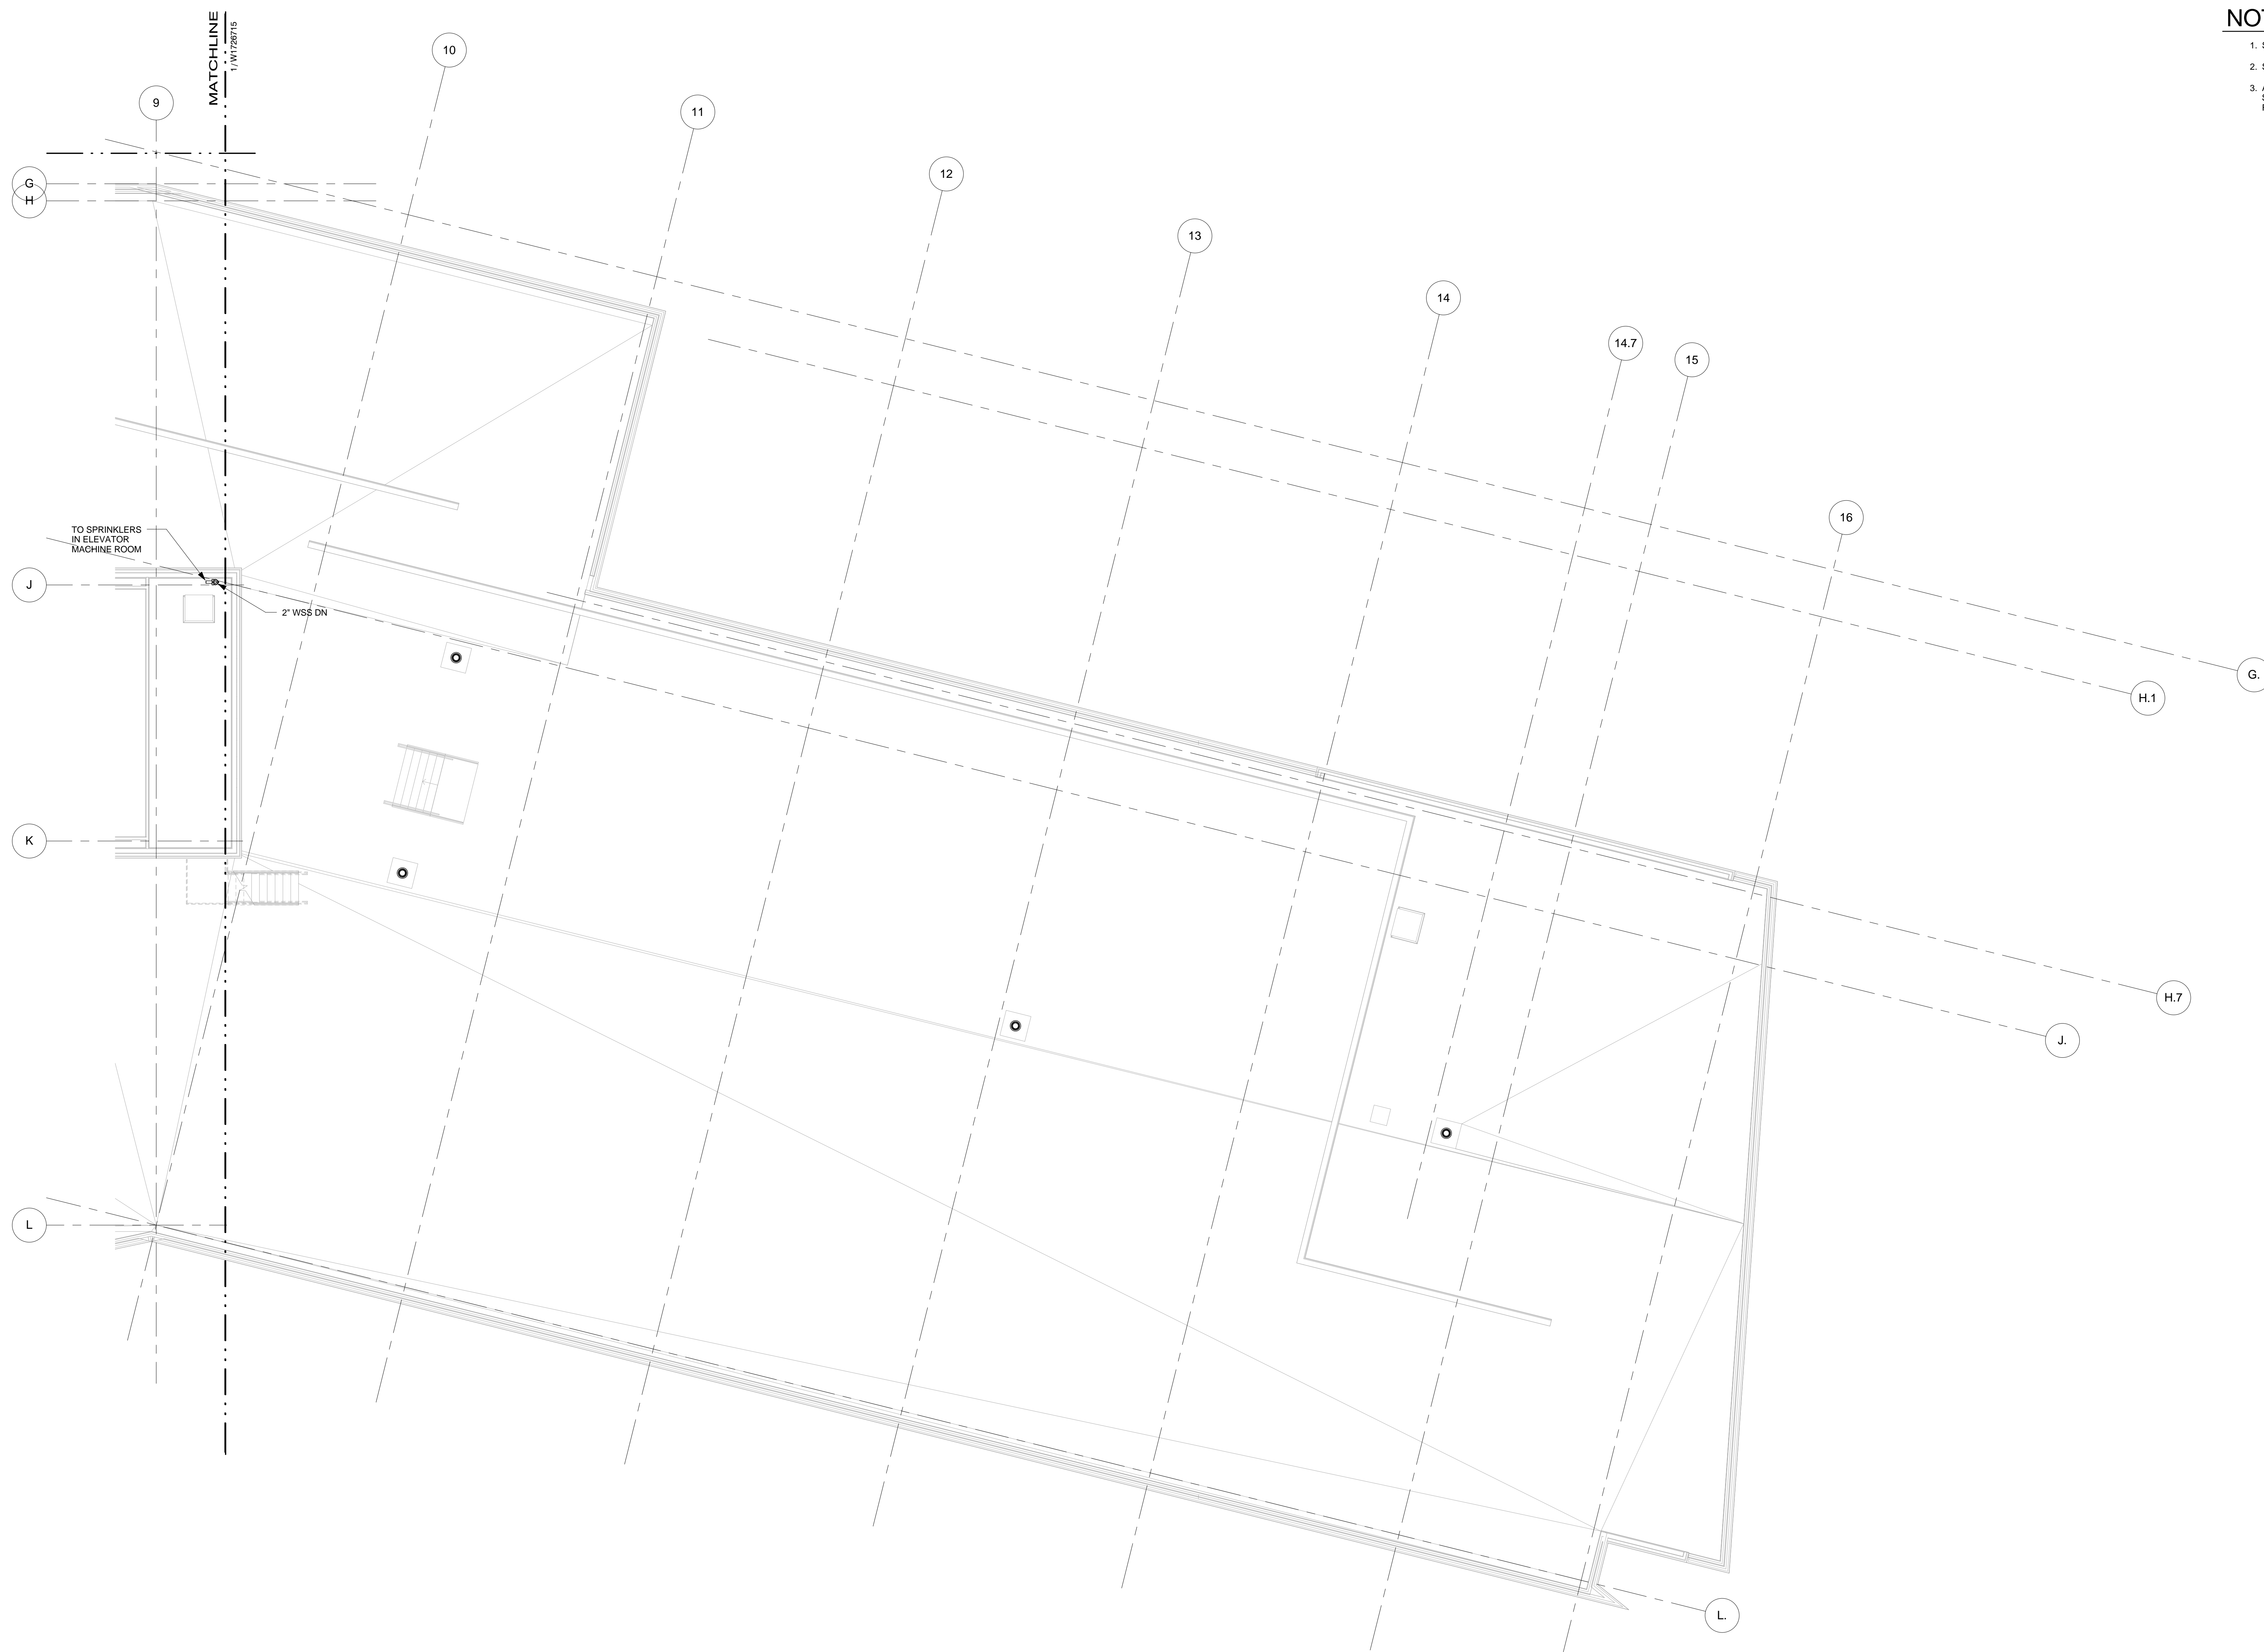 MATCHLINE
1 / W1726715
NOT
1. S
2. S
3. A
9
10
11
12
13
14
14.7
15
16
G
H
J
K
L
TO SPRINKLERS
IN ELEVATOR
MACHINE ROOM
2" WSS DN
G.
H.1
H.7
J.
L.